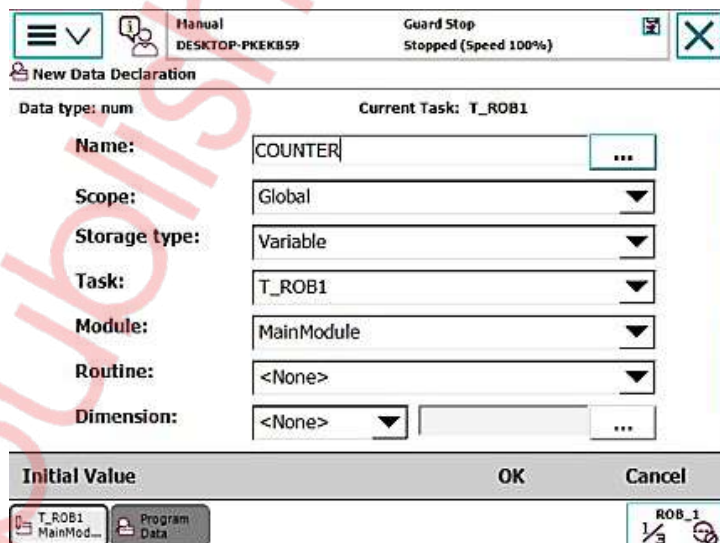 Manual Guard Stop
DESKTOP-PKEKBS9 Stopped (Speed 100%)
New Data Declaration
Data type: num Current Task: T_ROB1
Name: COUNTER ...
Scope: Global
Storage type: Variable
Task: T_ROB1
Module: MainModule
Routine: <None>
Dimension: <None> ...
Initial Value OK Cancel
T_ROB1 Program ROB_1
MainMod... Data 1/3